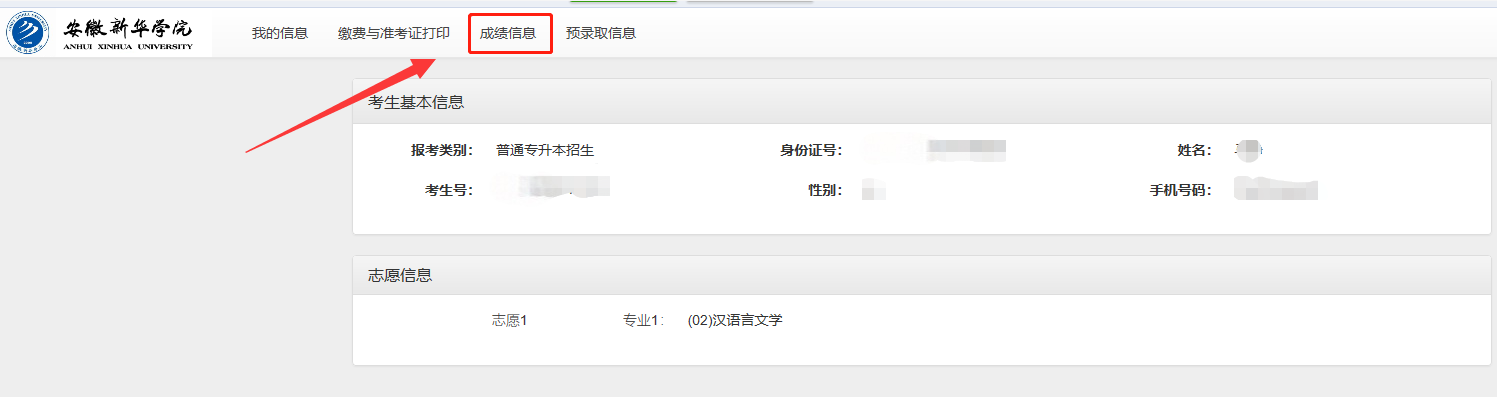 安徽新华学院
ANHUI XINHUA UNIVERSITY
我的信息 缴费与准考证打印 成绩信息 预录取信息
考生基本信息
报考类别： 普通专升本招生 身份证号： 姓名：
考生号： 性别： 手机号码：
志愿信息
志愿1 专业1： (02)汉语言文学